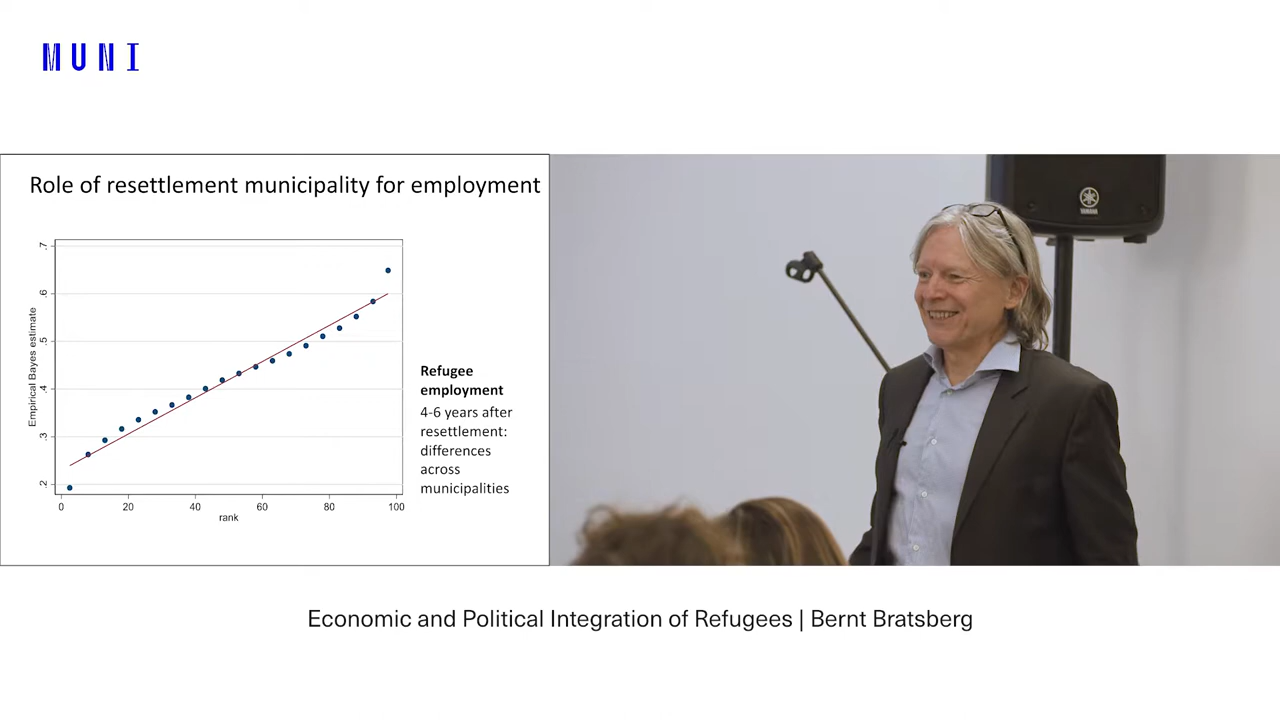 MUNI
Role of resettlement municipality for employment
Empirical Bayes estimate
.7
.6
.5
.4
.3
.2
0 20 40 60 80 100
rank
Refugee
employment
4-6 years after
resettlement:
differences
across
municipalities
YAMAHA
Economic and Political Integration of Refugees | Bernt Bratsberg